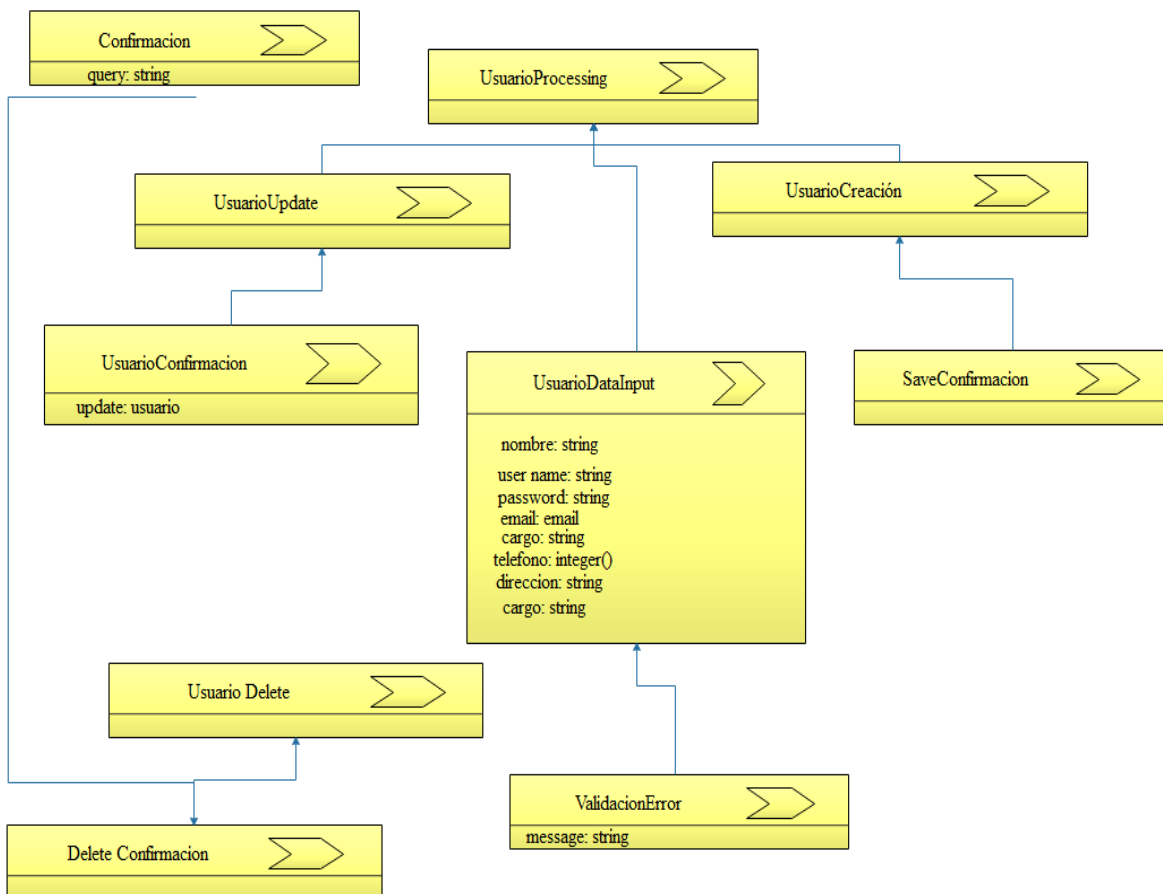 Confirmacion
query: string
UsuarioProcessing
UsuarioUpdate
UsuarioCreación
UsuarioConfirmacion
update: usuario
UsuarioDataInput
nombre: string
user name: string
password: string
email: email
cargo: string
telefono: integer()
direccion: string
cargo: string
SaveConfirmacion
Usuario Delete
ValidacionError
message: string
Delete Confirmacion